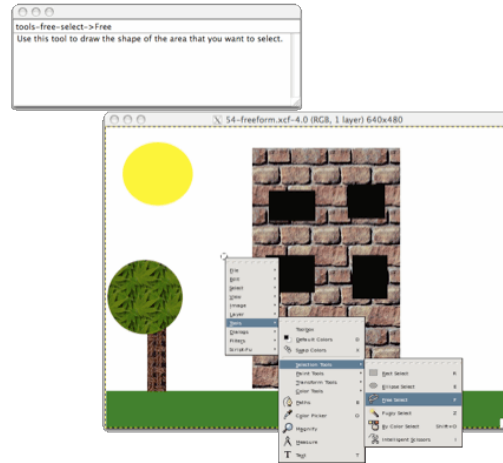 tools-free-select->Free
Use this tool to draw the shape of the area that you want to select.
54-freeform.xcf-4.0 (RGB, 1 layer) 640x480
File
Edit
Select
View
Image
Layer
Tools
Dialogs
Filters
Script-Fu
Toolbox
Default Colors D
Swap Colors X
Selection Tools
Paint Tools
Transform Tools
Color Tools
Paths B
Color Picker O
Magnify
Measure
Text T
Rect Select R
Ellipse Select E
Free Select F
Fuzzy Select Z
By Color Select Shift+O
Intelligent Scissors I